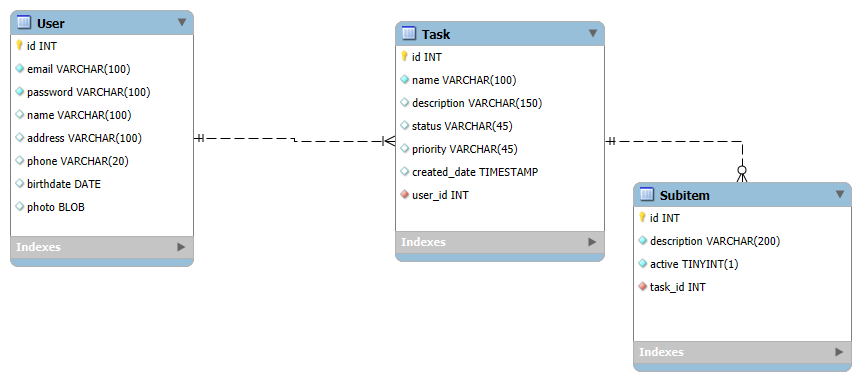 User
id INT
email VARCHAR(100)
password VARCHAR(100)
name VARCHAR(100)
address VARCHAR(100)
phone VARCHAR(20)
birthdate DATE
photo BLOB
Indexes
Task
id INT
name VARCHAR(100)
description VARCHAR(150)
status VARCHAR(45)
priority VARCHAR(45)
created_date TIMESTAMP
user_id INT
Indexes
Subitem
id INT
description VARCHAR(200)
active TINYINT(1)
task_id INT
Indexes